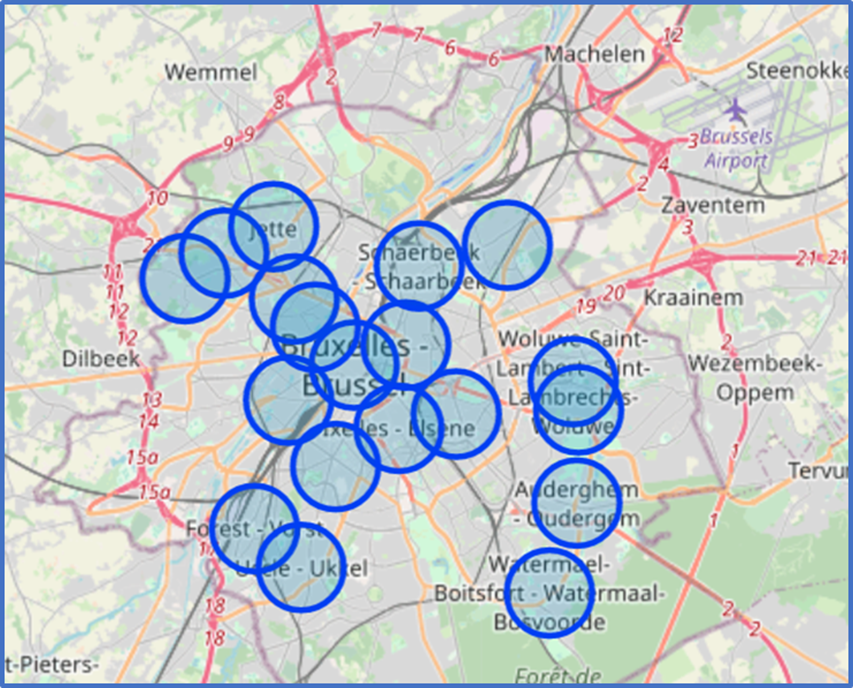 12
7
7
6
6
Machelen
Wemmel
2
Steenokke
8
Brussels
Airport
9
9
3
4
2
10
Zaventem
2
Jette
3
Schaerbeek
- Schaarbeek
21
21
11
11
12
20
19
Kraainem
12
Woluwe-Saint-
Lambert - Sint-
Lambrechts-
Woluwe
Bruxelles -
Brussel
2
Dilbeek
Wezembeek-
Oppem
13
14
Ixelles - Elsene
1
15a
15a
Tervur
Auderghem
- Oudergem
1
Forest - Vorst
17
Uccle - Ukkel
Watermael-
Boitsfort - Watermaal-
Bosvoorde
18
18
2
2
t-Pieters-
Forêt de